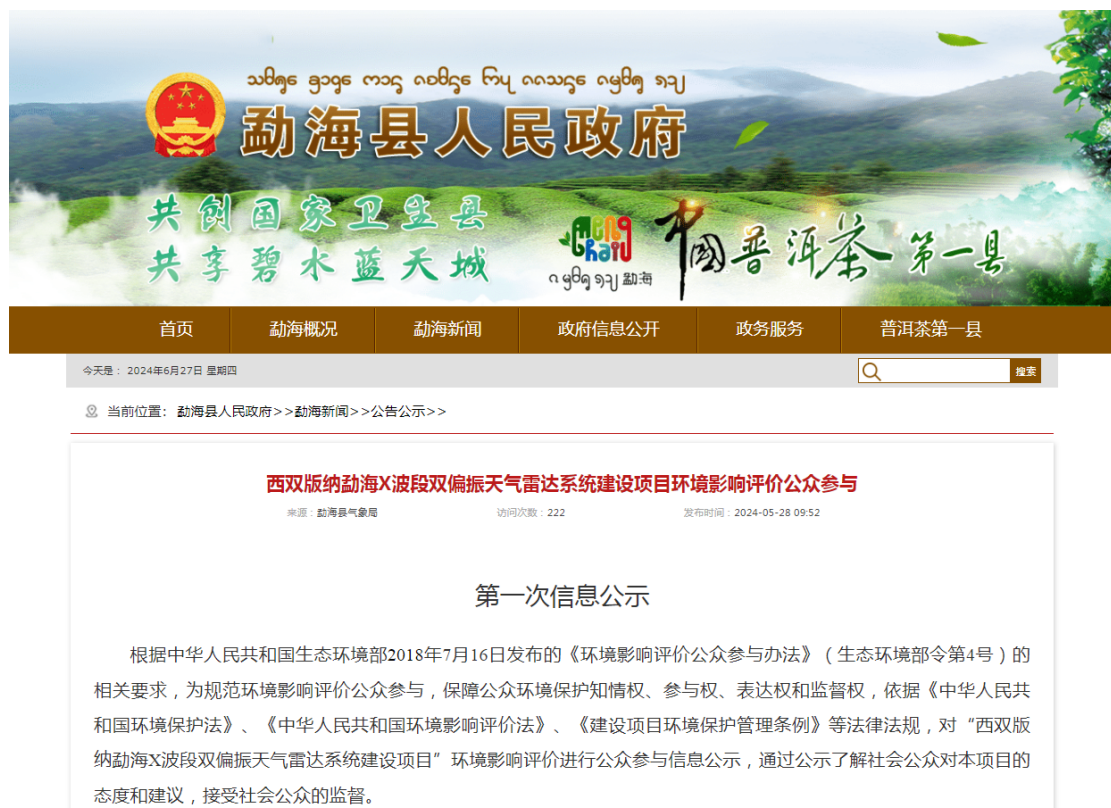 勐海县人民政府
共创国家卫生县
共享碧水蓝天城
Meng Hai
勐海
中國普洱茶第一县
首页 勐海概况 勐海新闻 政府信息公开 政务服务 普洱茶第一县
今天是： 2024年6月27日 星期四 搜索
当前位置： 勐海县人民政府>>勐海新闻>>公告公示>>
西双版纳勐海X波段双偏振天气雷达系统建设项目环境影响评价公众参与
来源：勐海县气象局 访问次数：222 发布时间：2024-05-28 09:52
第一次信息公示
根据中华人民共和国生态环境部2018年7月16日发布的《环境影响评价公众参与办法》（生态环境部令第4号）的
相关要求，为规范环境影响评价公众参与，保障公众环境保护知情权、参与权、表达权和监督权，依据《中华人民共
和国环境保护法》、《中华人民共和国环境影响评价法》、《建设项目环境保护管理条例》等法律法规，对“西双版
纳勐海X波段双偏振天气雷达系统建设项目”环境影响评价进行公众参与信息公示，通过公示了解社会公众对本项目的
态度和建议，接受社会公众的监督。